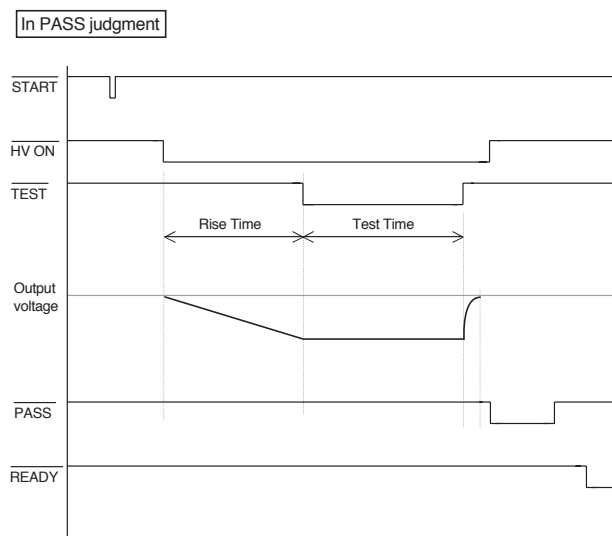 In PASS judgment
START
HV ON
TEST
Rise Time
Test Time
Output
voltage
PASS
READY